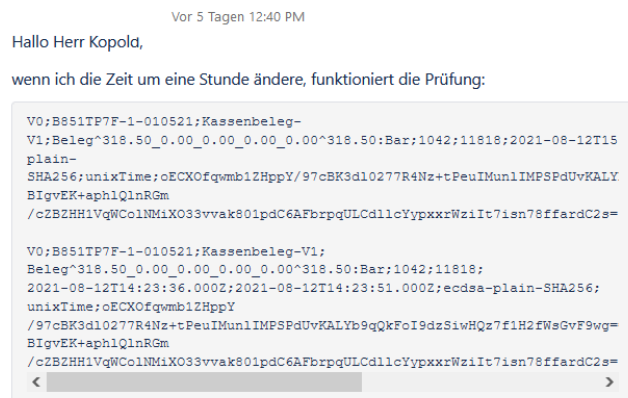 Vor 5 Tagen 12:40 PM
Hallo Herr Kopold,
wenn ich die Zeit um eine Stunde ändere, funktioniert die Prüfung:
V0;B851TP7F-1-010521;Kassenbeleg-
V1;Beleg^318.50_0.00_0.00_0.00_0.00^318.50:Bar;1042;11818;2021-08-12T15
plain-
SHA256;unixTime;oECXOfqwmb1ZHppY/97cBK3dl0277R4Nz+tPeuIMunlIMPSPdUvKALY
BIgvEK+aphlQlnRGm
/cZBZHH1VqWColNMiXO33vvak801pdC6AFbrpqULCdllcYypxxrWziIt7isn78ffardC2s=
V0;B851TP7F-1-010521;Kassenbeleg-V1;
Beleg^318.50_0.00_0.00_0.00_0.00^318.50:Bar;1042;11818;
2021-08-12T14:23:36.000Z;2021-08-12T14:23:51.000Z;ecdsa-plain-SHA256;
unixTime;oECXOfqwmb1ZHppY
/97cBK3dl0277R4Nz+tPeuIMunlIMPSPdUvKALYb9qQkFoI9dzSiwHQz7f1H2fWsGvF9wg=
BIgvEK+aphlQlnRGm
/cZBZHH1VqWColNMiXO33vvak801pdC6AFbrpqULCdllcYypxxrWziIt7isn78ffardC2s=